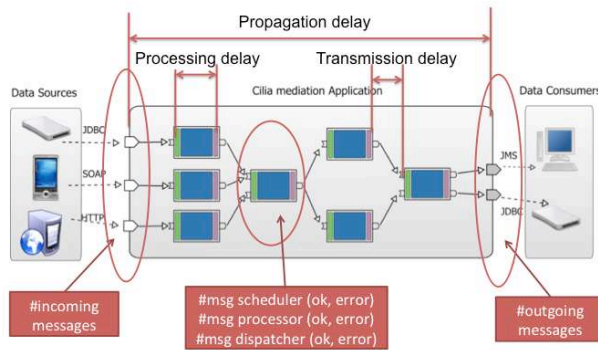 Propagation delay
Processing delay
Transmission delay
Data Sources
Cilia mediation Application
Data Consumers
JDBC
SOAP
HTTP
JMS
JDBC
#incoming
messages
#msg scheduler (ok, error)
#msg processor (ok, error)
#msg dispatcher (ok, error)
#outgoing
messages